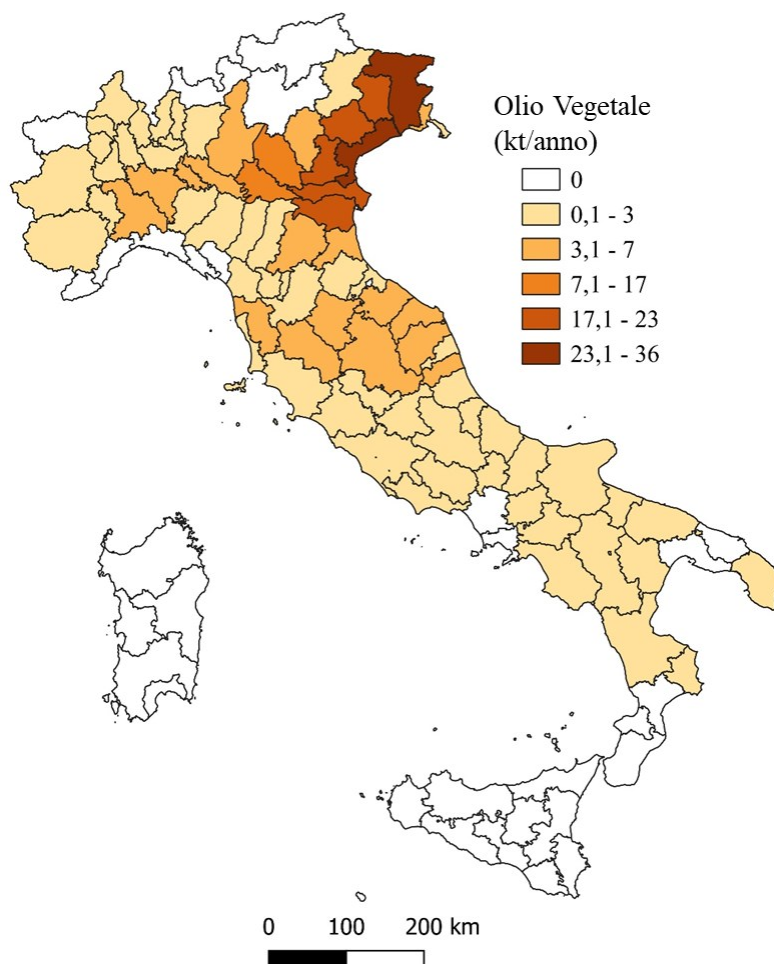 Olio Vegetale
(kt/anno)
0
0,1 - 3
3,1 - 7
7,1 - 17
17,1 - 23
23,1 - 36
0 100 200 km